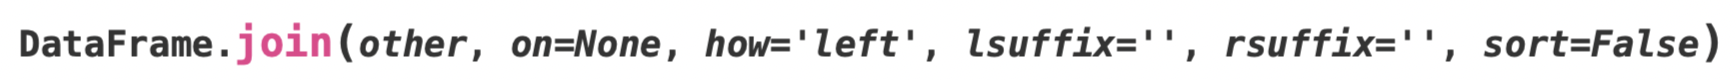 DataFrame.join(other, on=None, how='left', lsuffix='', rsuffix='', sort=False)